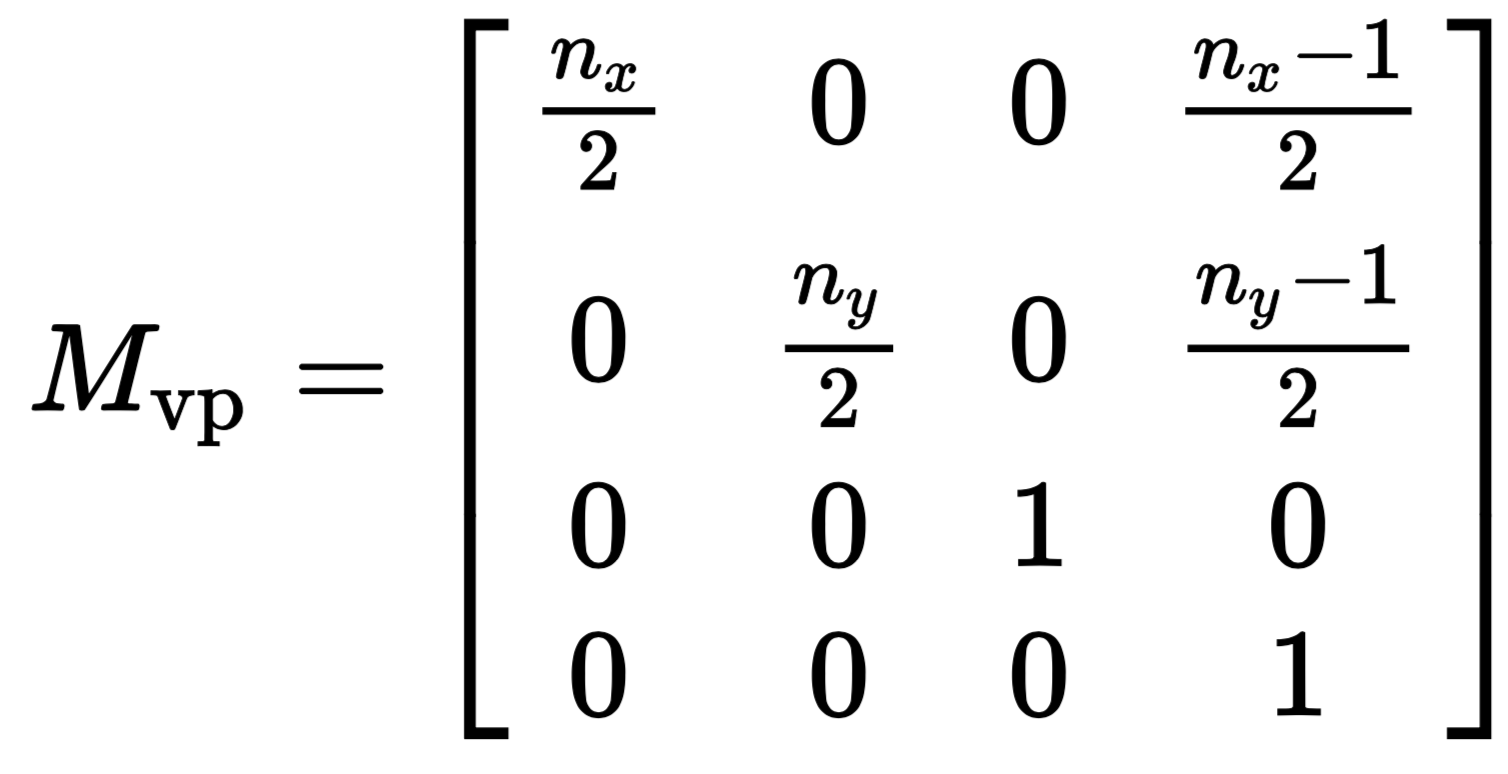 M_vp = [ n_x/2 0 0 n_x−1/2
0 n_y/2 0 n_y−1/2
0 0 1 0
0 0 0 1 ]